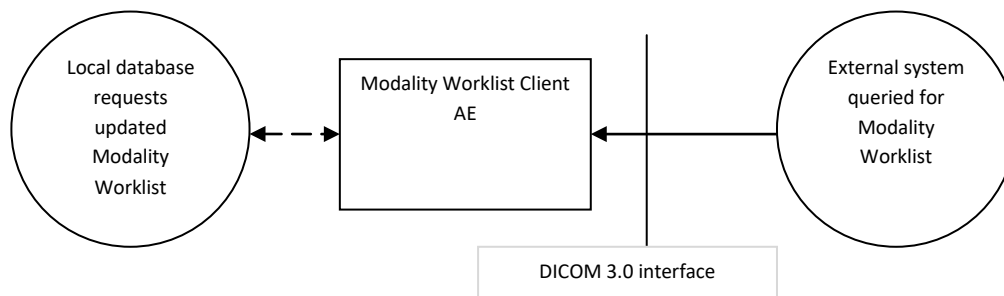 Local database
requests
updated
Modality
Worklist
Modality Worklist Client
AE
External system
queried for
Modality
Worklist
DICOM 3.0 interface